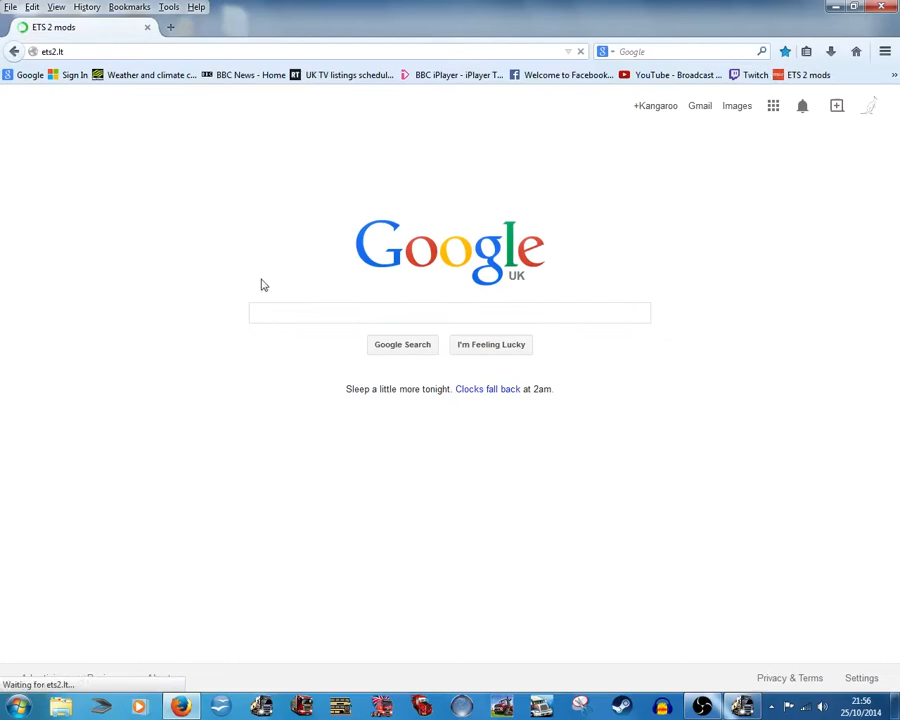 File Edit View History Bookmarks Tools Help
ETS 2 mods
ets2.lt Google
Google Sign In Weather and climate c... BBC News - Home UK TV listings schedul... BBC iPlayer - iPlayer T... Welcome to Facebook... YouTube - Broadcast ... Twitch ETS 2 mods
+Kangaroo Gmail Images
Google
UK
Google Search I'm Feeling Lucky
Sleep a little more tonight. Clocks fall back at 2am.
Privacy & Terms Settings
Waiting for ets2.lt...
21:56
25/10/2014